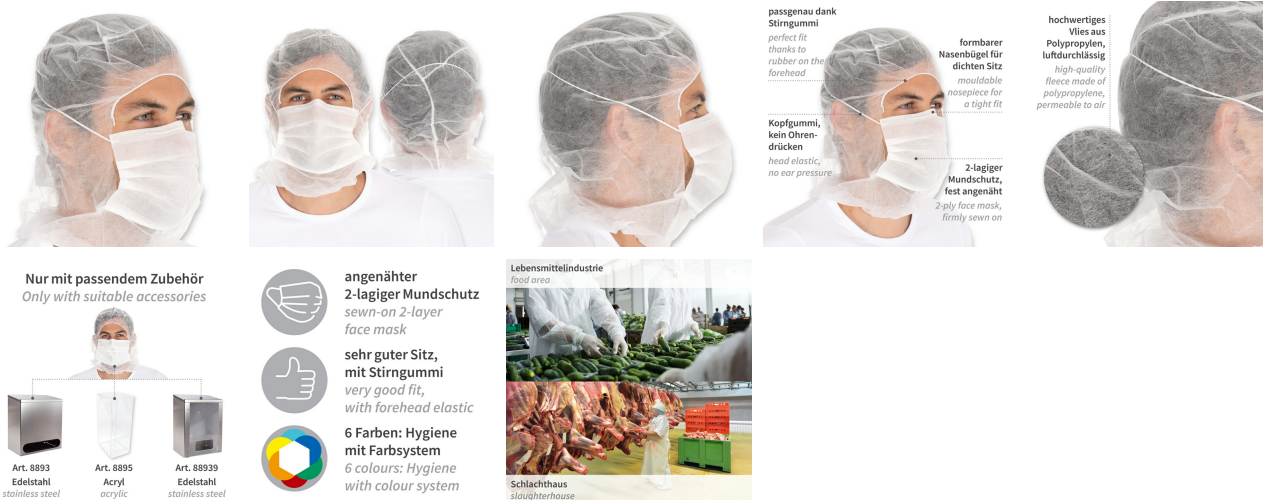 passgenau dank
Stirngummi
perfect fit
thanks to
rubber on the
forehead
formbarer
Nasenbügel für
dichten Sitz
mouldable
nosepiece for
a tight fit
Kopfgummi,
kein Ohren-
drücken
head elastic,
no ear pressure
2-lagiger
Mundschutz,
fest angenäht
2-ply face mask,
firmly sewn on
hochwertiges
Vlies aus
Polypropylen,
luftdurchlässig
high-quality
fleece made of
polypropylene,
permeable to air
Nur mit passendem Zubehör
Only with suitable accessories
Art. 8893
Edelstahl
stainless steel
Art. 8895
Acryl
acrylic
Art. 88939
Edelstahl
stainless steel
angenähter
2-lagiger Mundschutz
sewn-on 2-layer
face mask
sehr guter Sitz,
mit Stirngummi
very good fit,
with forehead elastic
6 Farben: Hygiene
mit Farbsystem
6 colours: Hygiene
with colour system
Lebensmittelindustrie
food area
Schlachthaus
slaughterhouse